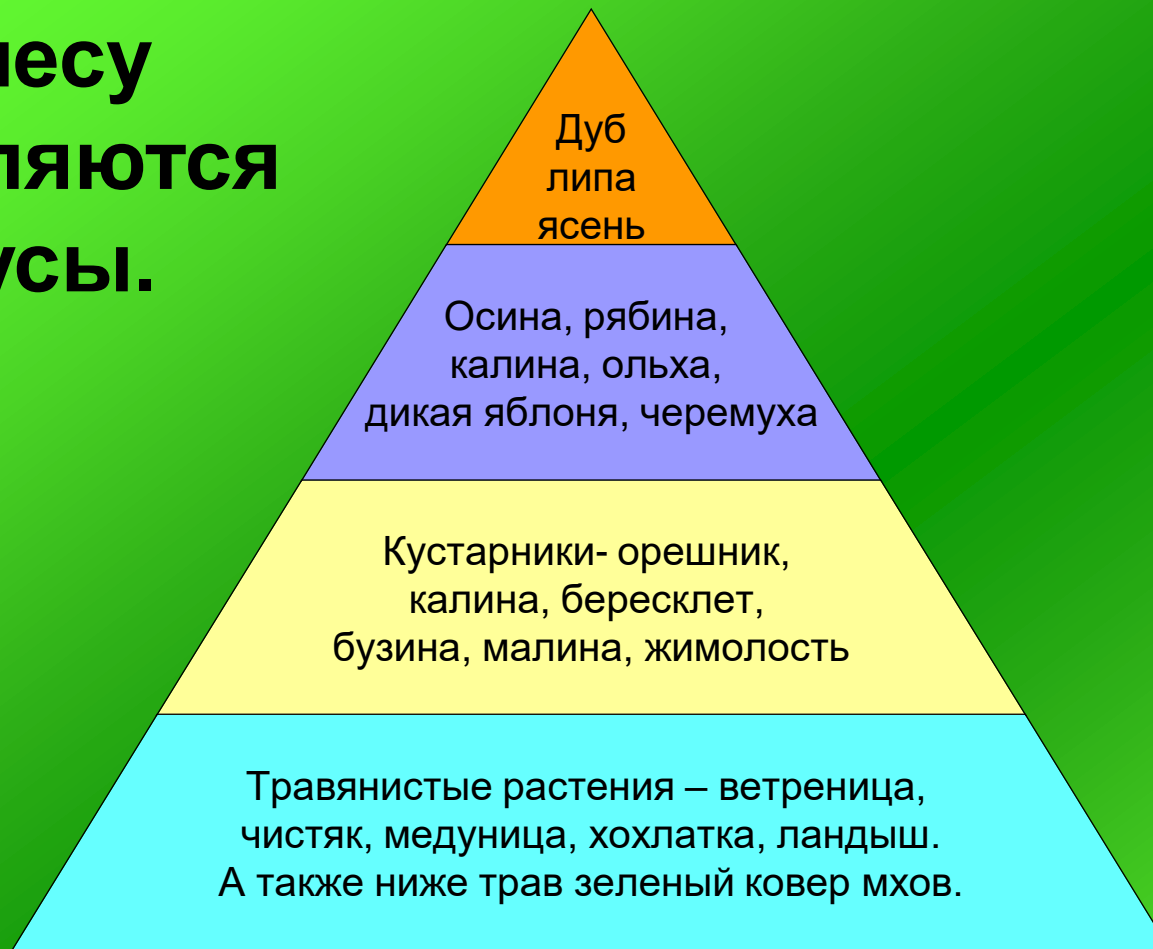 есу
ляются
усы.
Дуб
липа
ясень
Осина, рябина,
калина, ольха,
дикая яблоня, черемуха
Кустарники- орешник,
калина, бересклет,
бузина, малина, жимолость
Травянистые растения – ветреница,
чистяк, медуница, хохлатка, ландыш.
А также ниже трав зеленый ковер мхов.